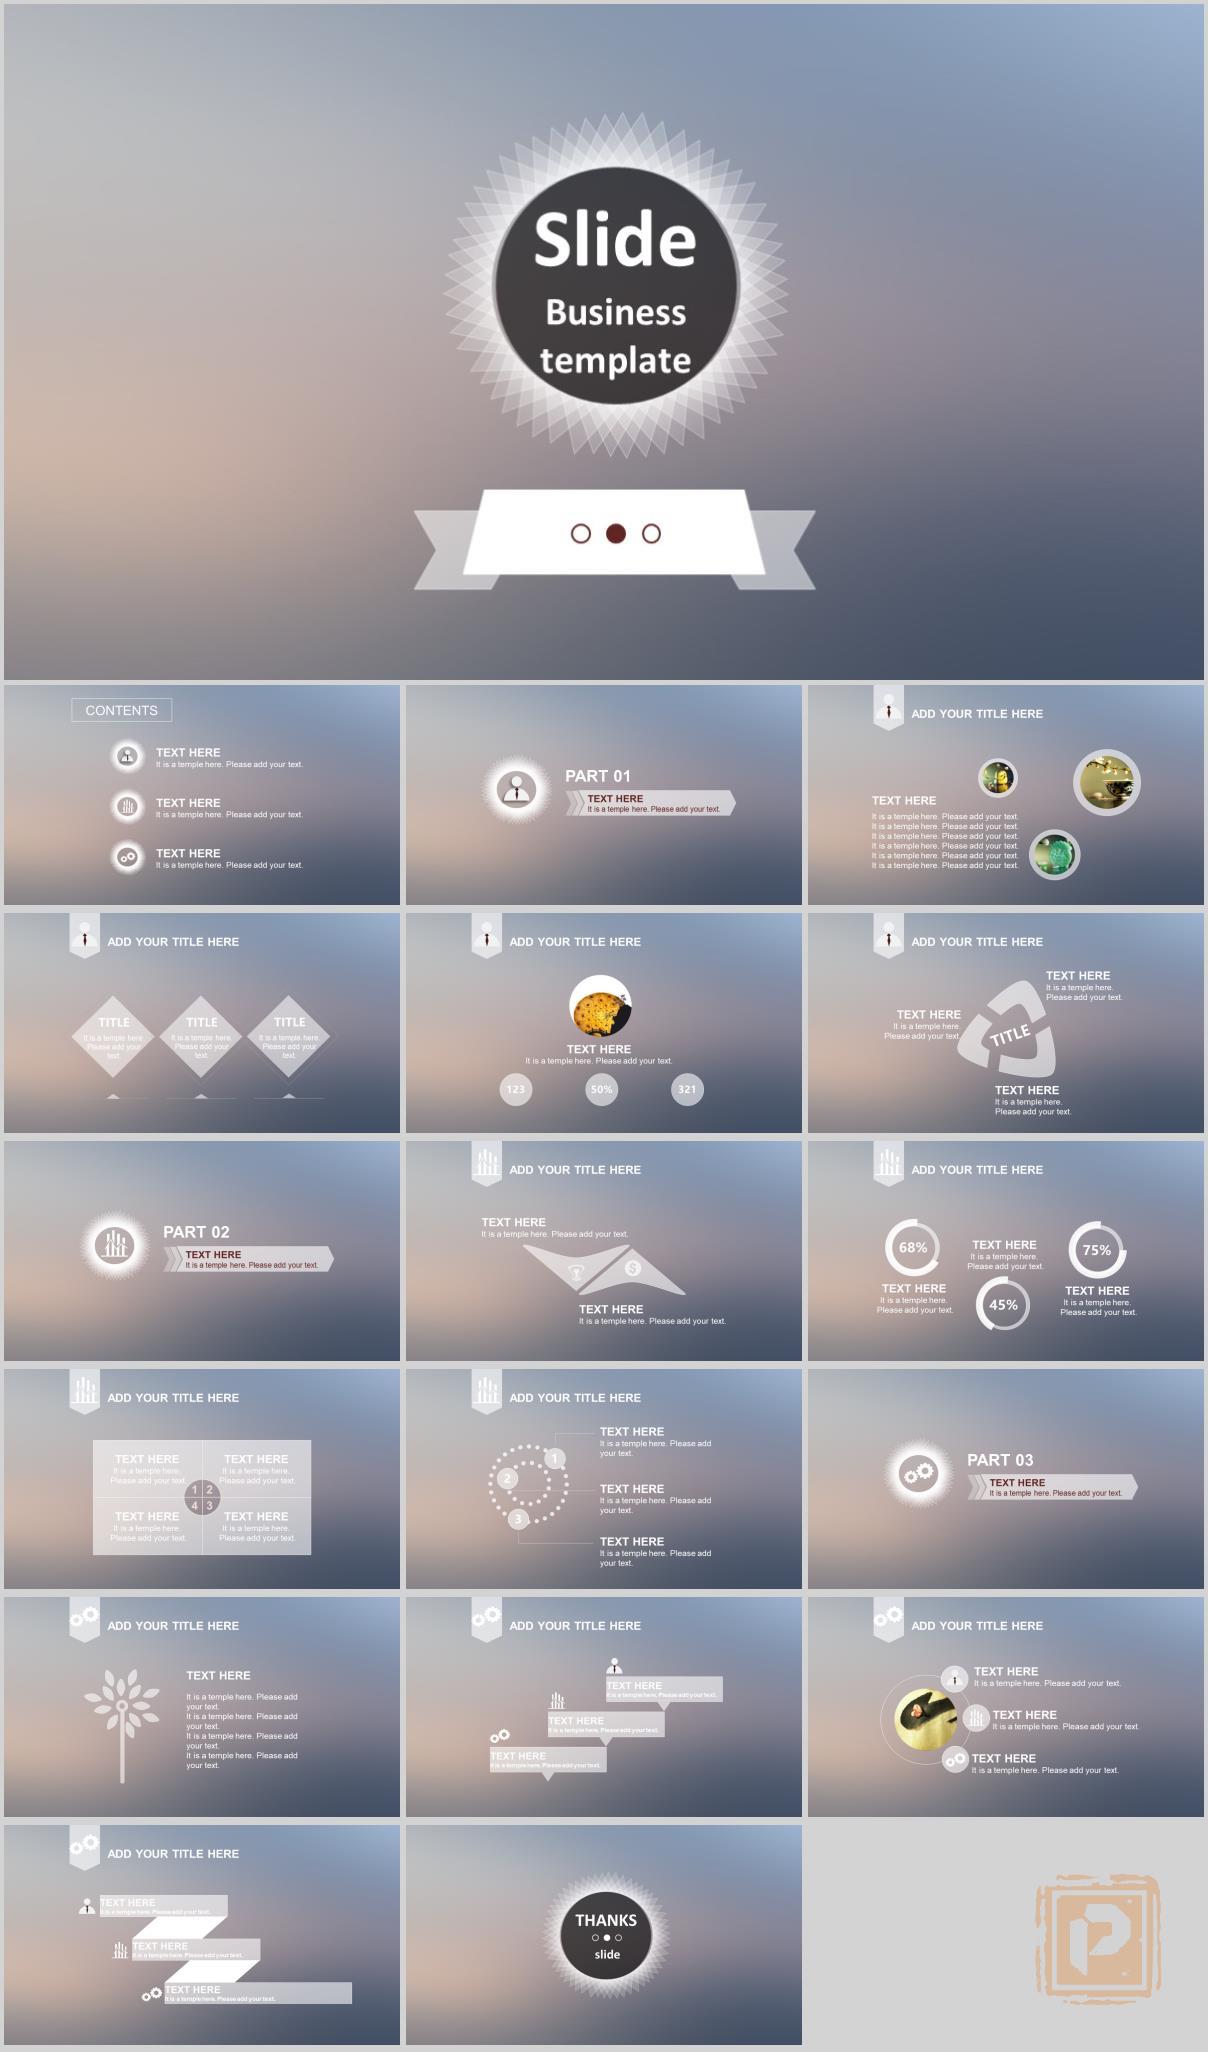 Slide
Business
template
CONTENTS
TEXT HERE
It is a temple here. Please add your text.
TEXT HERE
It is a temple here. Please add your text.
TEXT HERE
It is a temple here. Please add your text.
PART 01
TEXT HERE
It is a temple here. Please add your text.
ADD YOUR TITLE HERE
TEXT HERE
It is a temple here. Please add your text.
It is a temple here. Please add your text.
It is a temple here. Please add your text.
It is a temple here. Please add your text.
It is a temple here. Please add your text.
It is a temple here. Please add your text.
ADD YOUR TITLE HERE
TITLE
It is a temple here.
Please add your
text.
TITLE
It is a temple here.
Please add your
text.
TITLE
It is a temple here.
Please add your
text.
ADD YOUR TITLE HERE
TEXT HERE
It is a temple here. Please add your text.
123
50%
321
ADD YOUR TITLE HERE
TEXT HERE
It is a temple here.
Please add your text.
TEXT HERE
It is a temple here.
Please add your text.
TITLE
TEXT HERE
It is a temple here.
Please add your text.
PART 02
TEXT HERE
It is a temple here. Please add your text.
ADD YOUR TITLE HERE
TEXT HERE
It is a temple here. Please add your text.
$
TEXT HERE
It is a temple here. Please add your text.
ADD YOUR TITLE HERE
68%
TEXT HERE
It is a temple here.
Please add your text.
TEXT HERE
It is a temple here.
Please add your text.
45%
75%
TEXT HERE
It is a temple here.
Please add your text.
ADD YOUR TITLE HERE
TEXT HERE
It is a temple here.
Please add your text.
TEXT HERE
It is a temple here.
Please add your text.
1 2
4 3
TEXT HERE
It is a temple here.
Please add your text.
TEXT HERE
It is a temple here.
Please add your text.
ADD YOUR TITLE HERE
1
TEXT HERE
It is a temple here. Please add
your text.
2
TEXT HERE
It is a temple here. Please add
your text.
3
TEXT HERE
It is a temple here. Please add
your text.
PART 03
TEXT HERE
It is a temple here. Please add your text.
ADD YOUR TITLE HERE
TEXT HERE
It is a temple here. Please add
your text.
It is a temple here. Please add
your text.
It is a temple here. Please add
your text.
It is a temple here. Please add
your text.
ADD YOUR TITLE HERE
TEXT HERE
It is a temple here. Please add your text.
TEXT HERE
It is a temple here. Please add your text.
TEXT HERE
It is a temple here. Please add your text.
ADD YOUR TITLE HERE
TEXT HERE
It is a temple here. Please add your text.
TEXT HERE
It is a temple here. Please add your text.
TEXT HERE
It is a temple here. Please add your text.
ADD YOUR TITLE HERE
TEXT HERE
It is a temple here. Please add your text.
TEXT HERE
It is a temple here. Please add your text.
TEXT HERE
It is a temple here. Please add your text.
THANKS
slide
P